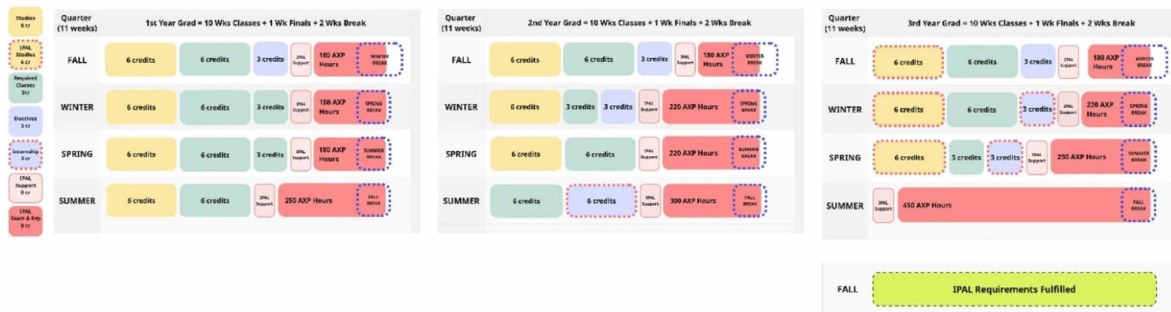 Studios
6 cr
IPAL
Studios
6 cr
Required
Classes
3cr
Electives
3 cr
Internship
3 cr
IPAL
Support
0 cr
IPAL
Exam & Exp
0 cr
Quarter
(11 weeks)
1st Year Grad = 10 Wks Classes + 1 Wk Finals + 2 Wks Break
FALL
6 credits
6 credits
3 credits
IPAL
Support
180 AXP
Hours
WINTER
BREAK
WINTER
6 credits
6 credits
3 credits
IPAL
Support
180 AXP
Hours
SPRING
BREAK
SPRING
6 credits
6 credits
3 credits
IPAL
Support
180 AXP
Hours
SUMMER
BREAK
SUMMER
6 credits
6 credits
IPAL
Support
250 AXP Hours
FALL
BREAK
Quarter
(11 weeks)
2nd Year Grad = 10 Wks Classes + 1 Wk Finals + 2 Wks Break
FALL
6 credits
6 credits
3 credits
IPAL
Support
180 AXP
Hours
WINTER
BREAK
WINTER
6 credits
3 credits
3 credits
IPAL
Support
220 AXP Hours
SPRING
BREAK
SPRING
6 credits
6 credits
IPAL
Support
220 AXP Hours
SUMMER
BREAK
SUMMER
6 credits
6 credits
IPAL
Support
300 AXP Hours
FALL
BREAK
Quarter
(11 weeks)
3rd Year Grad = 10 Wks Classes + 1 Wk Finals + 2 Wks Break
FALL
6 credits
6 credits
3 credits
IPAL
Support
180 AXP
Hours
WINTER
BREAK
WINTER
6 credits
6 credits
3 credits
IPAL
Support
220 AXP
Hours
SPRING
BREAK
SPRING
6 credits
3 credits
3 credits
IPAL
Support
250 AXP Hours
SUMMER
BREAK
SUMMER
IPAL
Support
450 AXP Hours
FALL
BREAK
FALL
IPAL Requirements Fulfilled